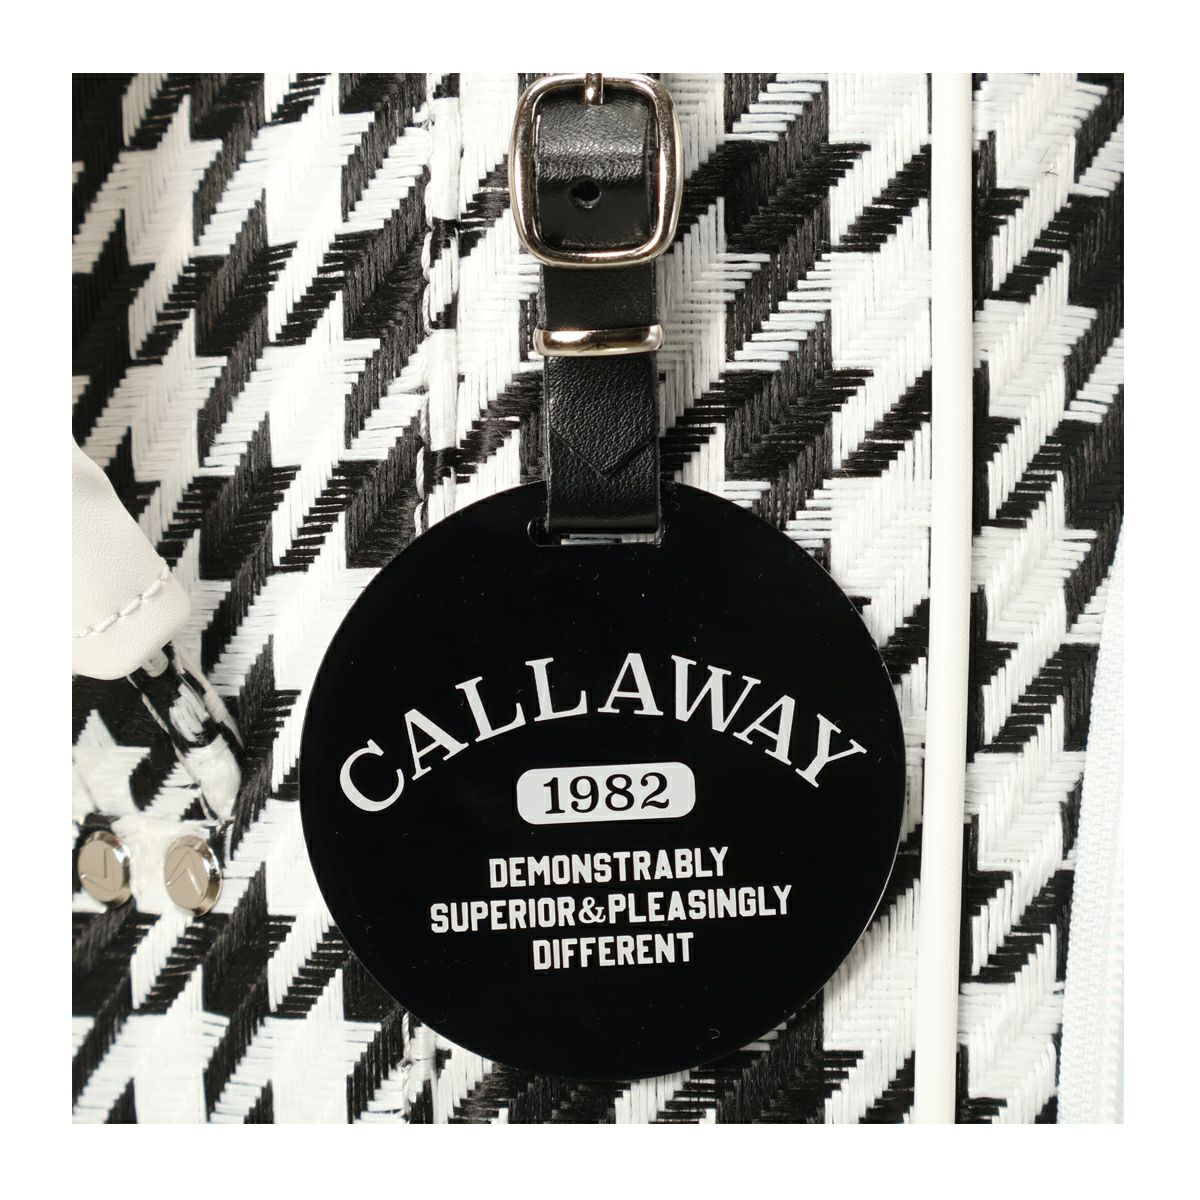 CALLAWAY
1982
DEMONSTRABLY
SUPERIOR&PLEASINGLY
DIFFERENT